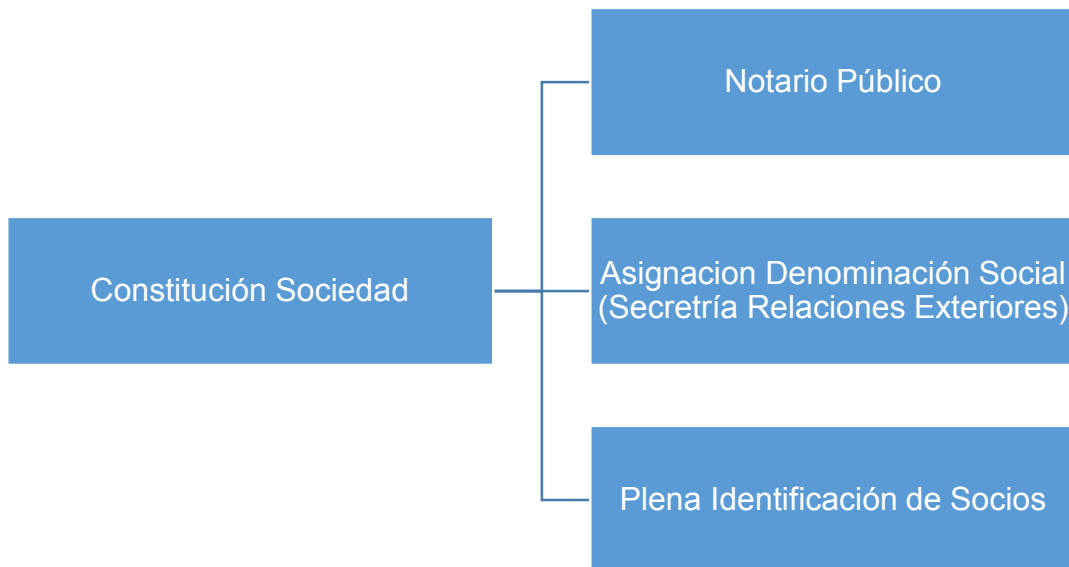 Notario Público
Constitución Sociedad
Asignacion Denominación Social
(Secretría Relaciones Exteriores)
Plena Identificación de Socios